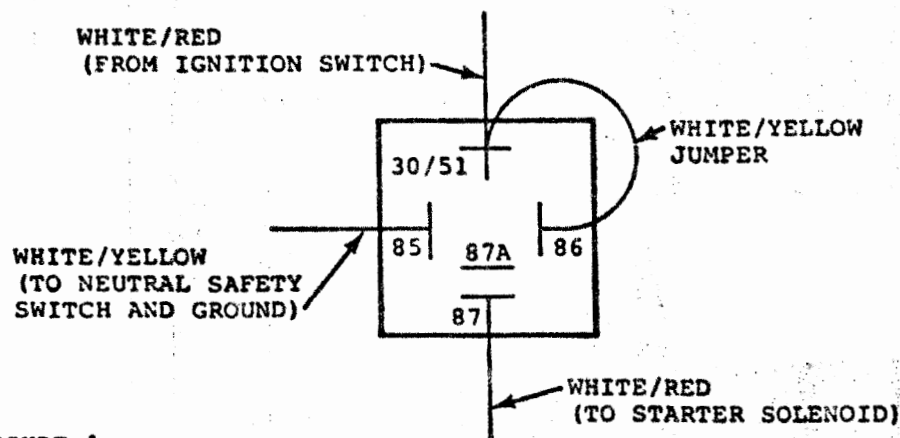 WHITE/RED
(FROM IGNITION SWITCH)
WHITE/YELLOW
JUMPER
30/51
85
87A
86
WHITE/YELLOW
(TO NEUTRAL SAFETY
SWITCH AND GROUND)
87
WHITE/RED
(TO STARTER SOLENOID)